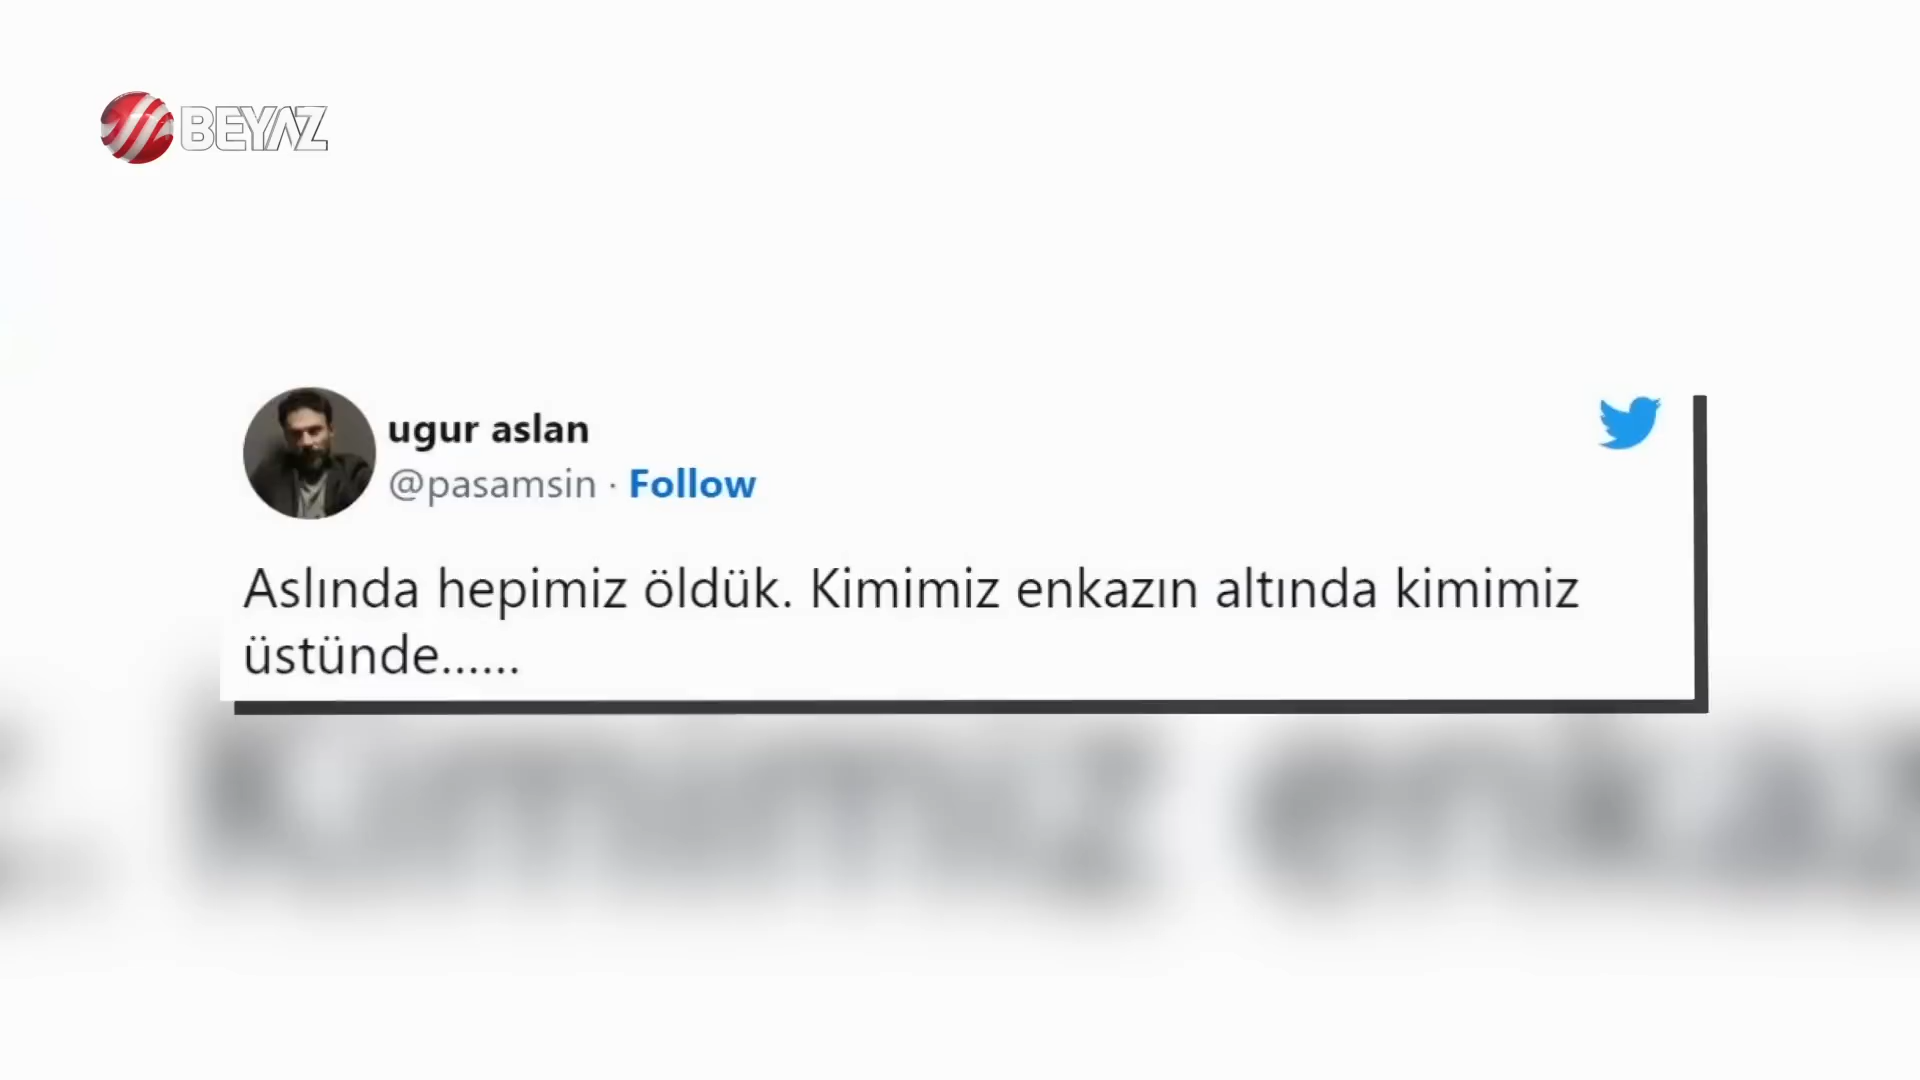 BEYAZ
ugur aslan
@pasamsin · Follow
Aslında hepimiz öldük. Kimimiz enkazın altında kimimiz
üstünde......